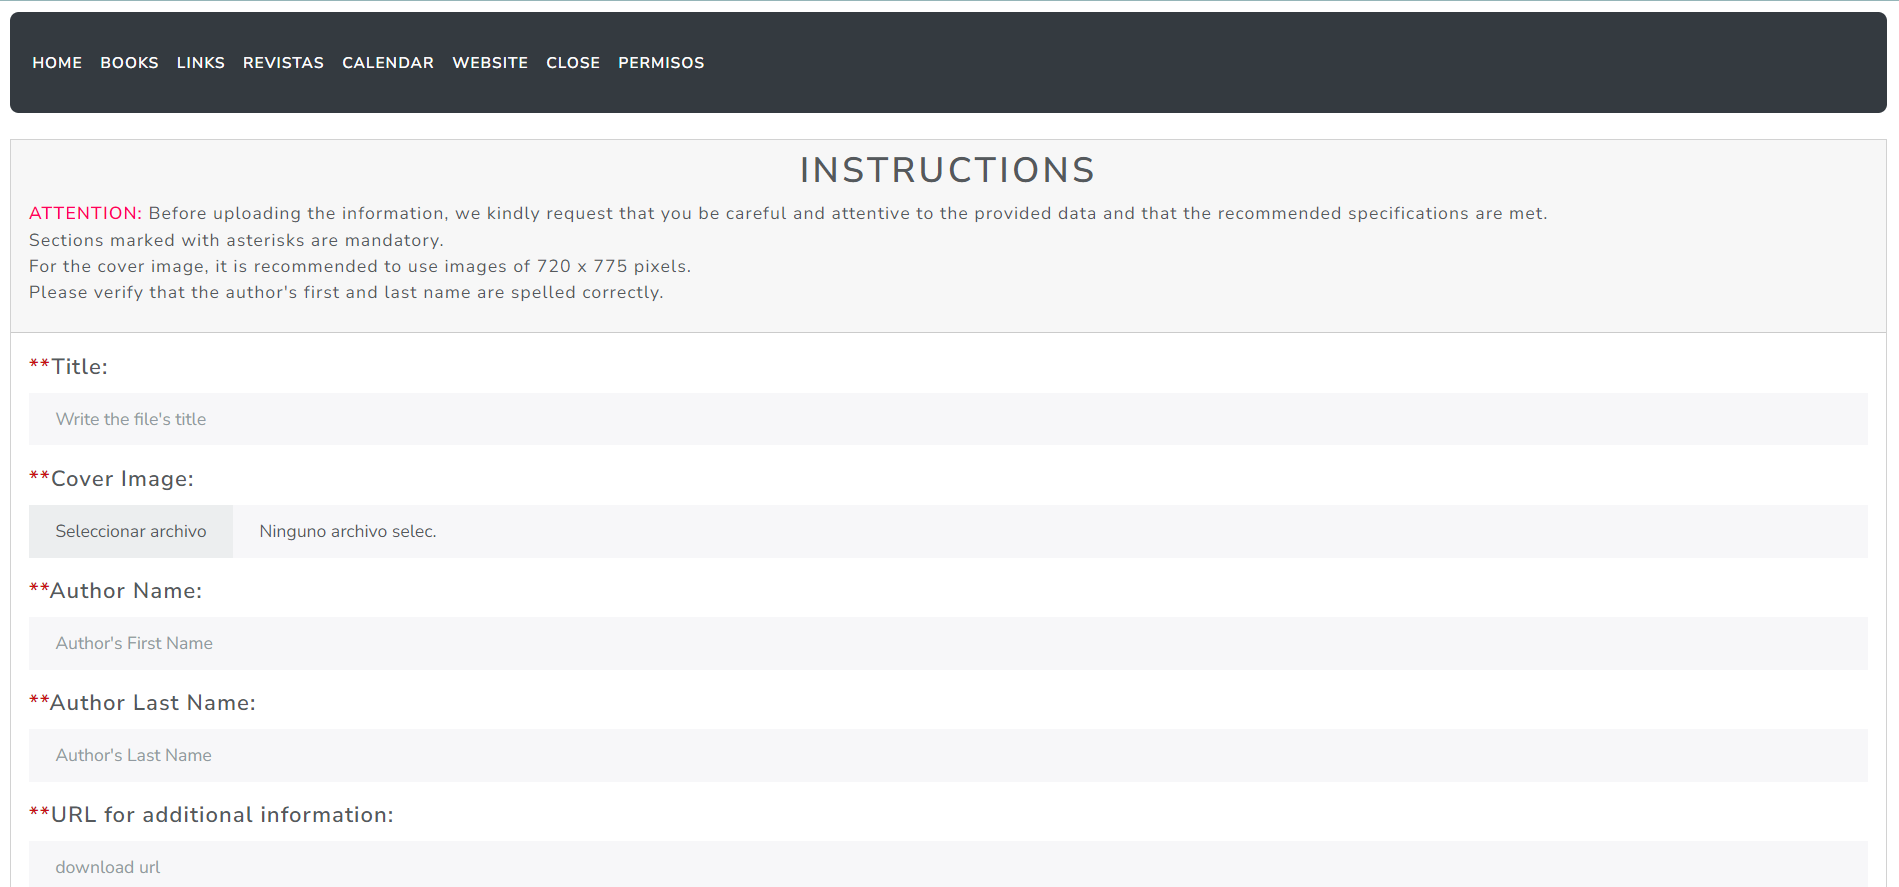 HOME BOOKS LINKS REVISTAS CALENDAR WEBSITE CLOSE PERMISOS
INSTRUCTIONS
ATTENTION: Before uploading the information, we kindly request that you be careful and attentive to the provided data and that the recommended specifications are met.
Sections marked with asterisks are mandatory.
For the cover image, it is recommended to use images of 720 x 775 pixels.
Please verify that the author's first and last name are spelled correctly.
**Title:
Write the file's title
**Cover Image:
Seleccionar archivo Ninguno archivo selec.
**Author Name:
Author's First Name
**Author Last Name:
Author's Last Name
**URL for additional information:
download url